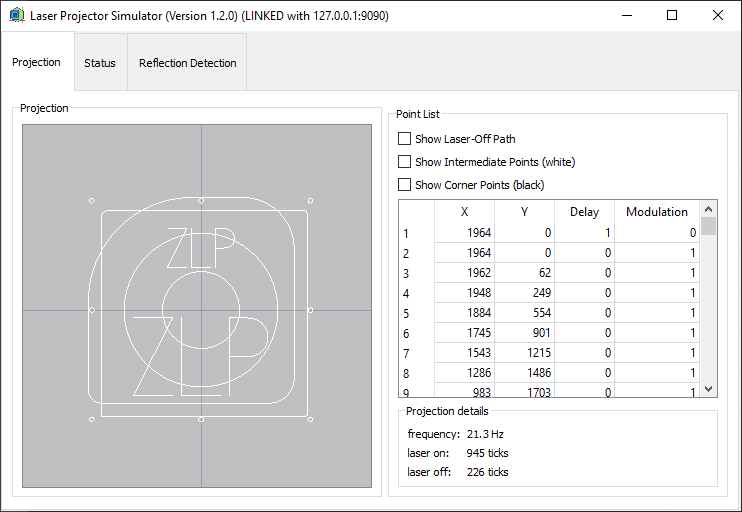 Laser Projector Simulator (Version 1.2.0) (LINKED with 127.0.0.1:9090)
Projection Status Reflection Detection
Projection
ZLP
ZLP
Point List
Show Laser-Off Path
Show Intermediate Points (white)
Show Corner Points (black)
X Y Delay Modulation
1 1964 0 1 0
2 1964 0 0 1
3 1962 62 0 1
4 1948 249 0 1
5 1884 554 0 1
6 1745 901 0 1
7 1543 1215 0 1
8 1286 1486 0 1
9 983 1703 0 1
Projection details
frequency: 21.3 Hz
laser on: 945 ticks
laser off: 226 ticks